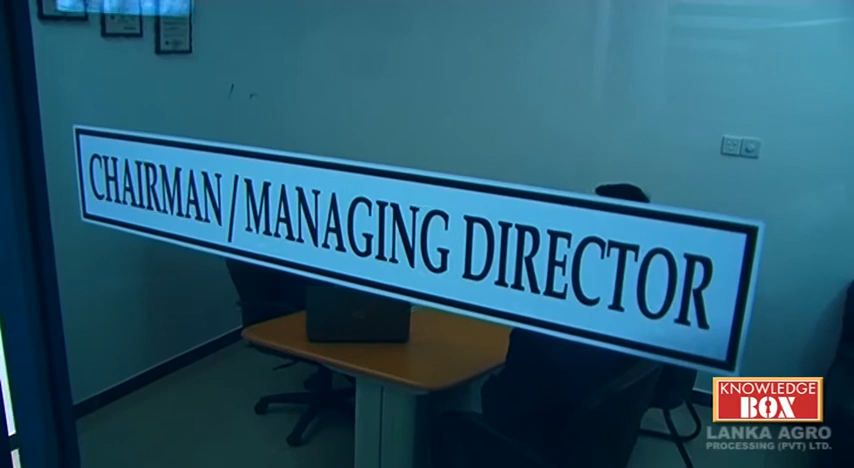 CHAIRMAN/MANAGING DIRECTOR
KNOWLEDGE
BOX
LANKA AGRO
PROCESSING (PVT) LTD.